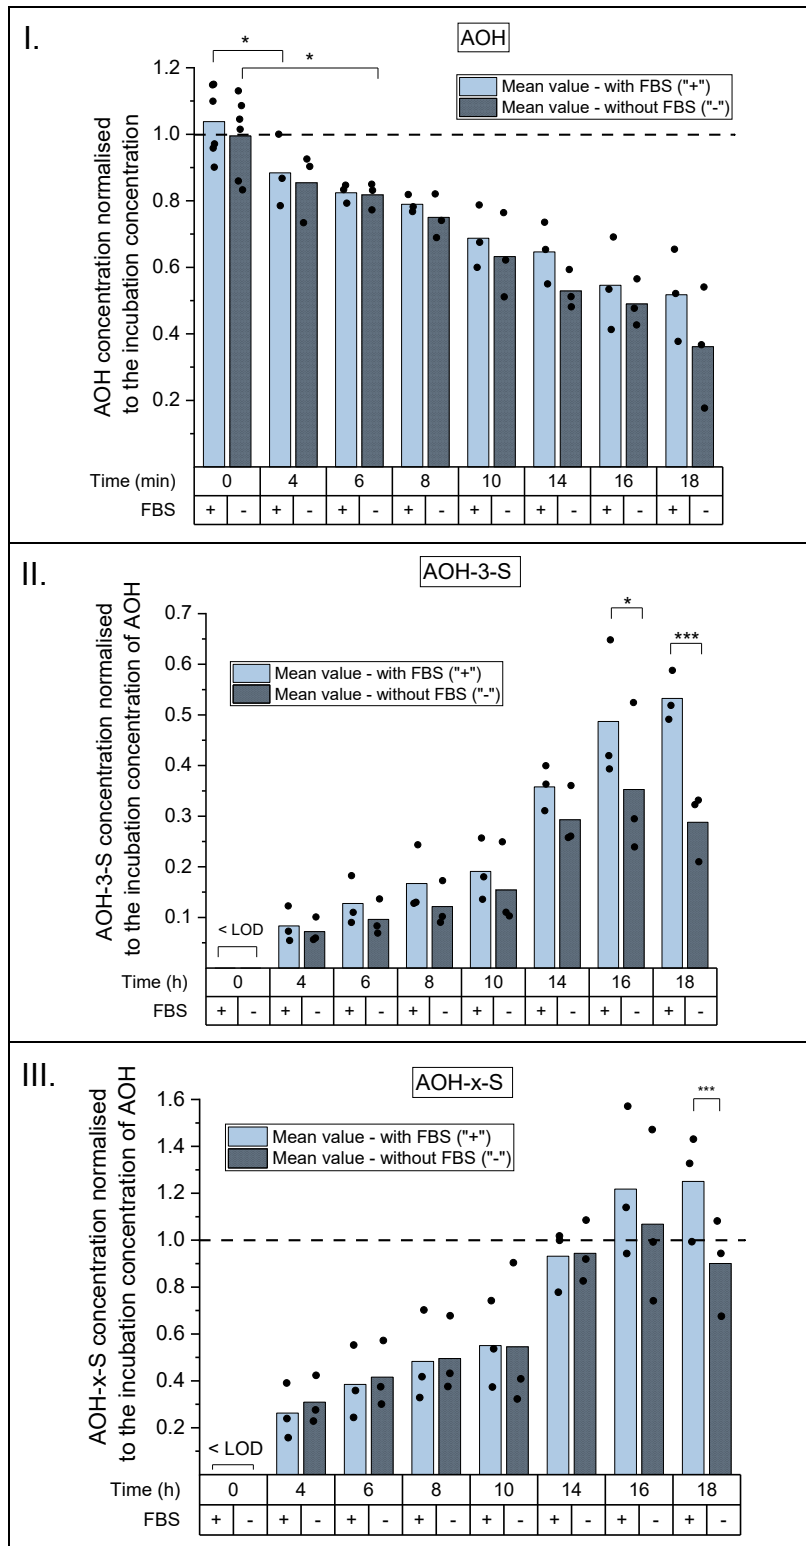 I.
AOH
*
*
Mean value - with FBS ("+")
Mean value - without FBS ("-")
AOH concentration normalised
to the incubation concentration
1.2
1.0
0.8
0.6
0.4
0.2
Time (min) 0 4 6 8 10 14 16 18
FBS + - + - + - + - + - + - + - + -
II.
AOH-3-S
*
***
Mean value - with FBS ("+")
Mean value - without FBS ("-")
AOH-3-S concentration normalised
to the incubation concentration of AOH
0.7
0.6
0.5
0.4
0.3
0.2
0.1
< LOD
Time (h) 0 4 6 8 10 14 16 18
FBS + - + - + - + - + - + - + - + -
III.
AOH-x-S
***
Mean value - with FBS ("+")
Mean value - without FBS ("-")
AOH-x-S concentration normalised
to the incubation concentration of AOH
1.6
1.4
1.2
1.0
0.8
0.6
0.4
0.2
< LOD
Time (h) 0 4 6 8 10 14 16 18
FBS + - + - + - + - + - + - + - + -